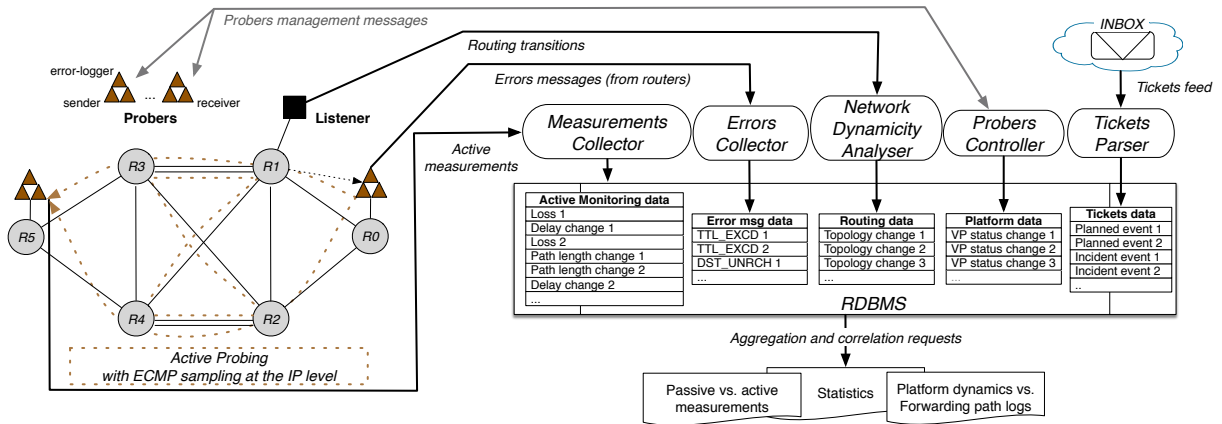 Probers management messages
INBOX
Routing transitions
error-logger
Errors messages (from routers)
Tickets feed
sender
...
receiver
Probers
Listener
Active
measurements
Measurements
Collector
Errors
Collector
Network
Dynamicity
Analyser
Probers
Controller
Tickets
Parser
R3
R1
R5
R0
R4
R2
Active Monitoring data
Loss 1
Delay change 1
Loss 2
Path length change 1
Path length change 2
Delay change 2
...
Error msg data
TTL_EXCD 1
TTL_EXCD 2
DST_UNRCH 1
...
Routing data
Topology change 1
Topology change 2
Topology change 3
...
Platform data
VP status change 1
VP status change 2
VP status change 3
...
Tickets data
Planned event 1
Planned event 2
Incident event 1
Incident event 2
..
RDBMS
Active Probing
with ECMP sampling at the IP level
Aggregation and correlation requests
Passive vs. active
measurements
Statistics
Platform dynamics vs.
Forwarding path logs